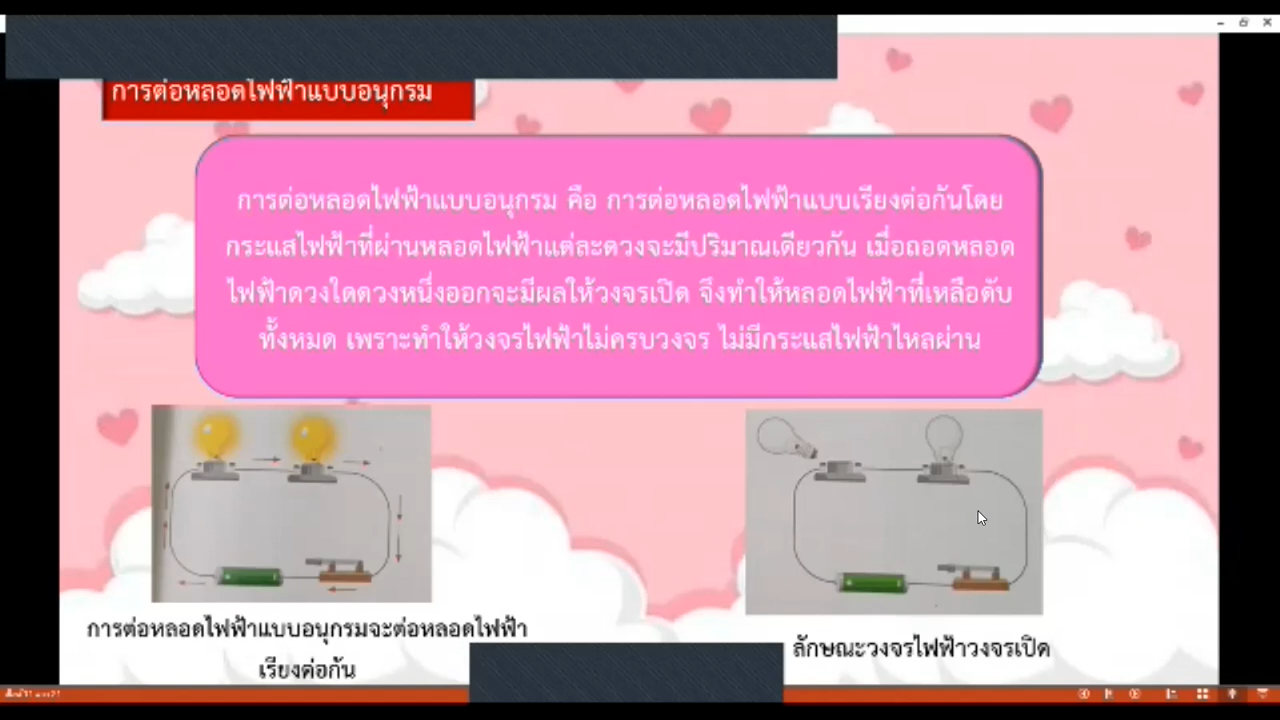 การต่อหลอดไฟฟ้าแบบอนุกรม
การต่อหลอดไฟฟ้าแบบอนุกรม คือ การต่อหลอดไฟฟ้าแบบเรียงต่อกันโดย
กระแสไฟฟ้าที่ผ่านหลอดไฟฟ้าแต่ละดวงจะมีปริมาณเดียวกัน เมื่อถอดหลอด
ไฟฟ้าดวงใดดวงหนึ่งออกจะมีผลให้วงจรเปิด จึงทำให้หลอดไฟฟ้าที่เหลือดับ
ทั้งหมด เพราะทำให้วงจรไฟฟ้าไม่ครบวงจร ไม่มีกระแสไฟฟ้าไหลผ่าน
การต่อหลอดไฟฟ้าแบบอนุกรมจะต่อหลอดไฟฟ้า
เรียงต่อกัน
ลักษณะวงจรไฟฟ้าวงจรเปิด